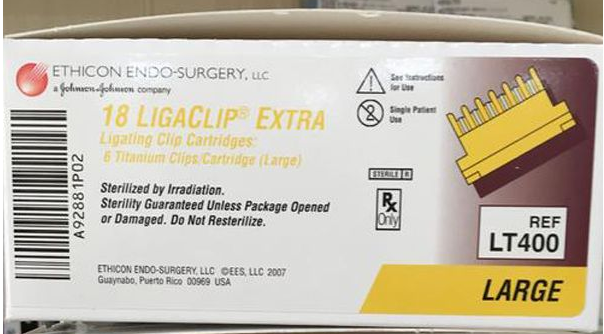 ETHICON ENDO-SURGERY, LLC
a Johnson&Johnson company
18 LIGACLIP® EXTRA
Ligating Clip Cartridges:
6 Titanium Clips/Cartridge (Large)
See Instructions
for Use
Single Patient
Use
2
STERILE R
Rx
Only
Sterilized by Irradiation.
Sterility Guaranteed Unless Package Opened
or Damaged. Do Not Resterilize.
A92881P02
REF
LT400
ETHICON ENDO-SURGERY, LLC ©EES, LLC 2007
Guaynabo, Puerto Rico 00969 USA
LARGE